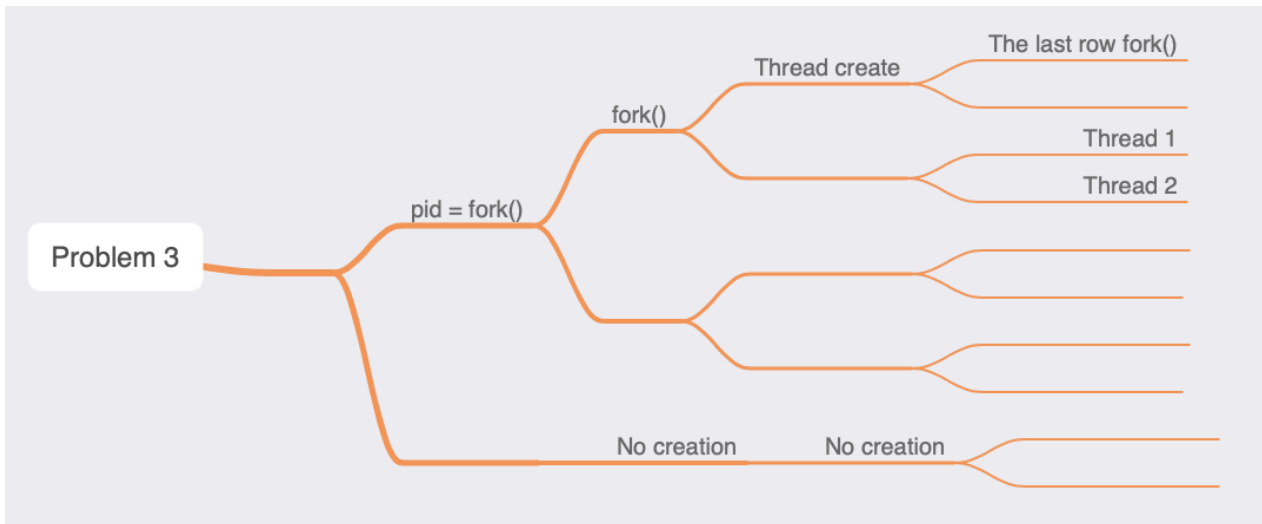 The last row fork()
Thread create
fork()
Thread 1
Thread 2
pid = fork()
Problem 3
No creation
No creation